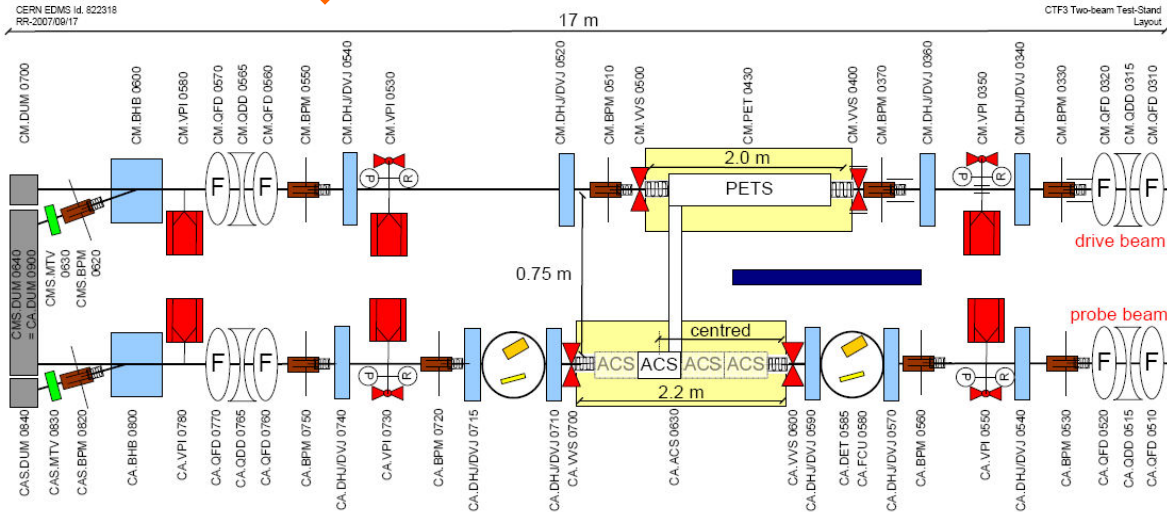 CERN EDMS Id. 822318
RR-2007/09/17
17 m
CTF3 Two-beam Test-Stand
Layout
CM.DUM 0700
CM.BHB 0600
CM.VPI 0580
CM.QFD 0570
CM.QDD 0565
CM.QFD 0560
CM.BPM 0550
CM.DHJ/DVJ 0540
CM.VPI 0530
CM.DHJ/DVJ 0520
CM.BPM 0510
CM.VVS 0500
CM.PET 0430
CM.VVS 0400
CM.BPM 0370
CM.DHJ/DVJ 0360
CM.VPI 0350
CM.DHJ/DVJ 0340
CM.BPM 0330
CM.QFD 0320
CM.QDD 0315
CM.QFD 0310
2.0 m
P R
P R
F F
PETS
F F
drive beam
CMS.DUM 0640
= CA.DUM 0900
CMS.MTV
0630
CMS.BPM
0620
0.75 m
probe beam
centred
F F
ACS ACS ACS ACS
F F
P R
P R
2.2 m
CAS.DUM 0840
CAS.MTV 0830
CAS.BPM 0820
CA.BHB 0800
CA.VPI 0780
CA.QFD 0770
CA.QDD 0765
CA.QFD 0760
CA.BPM 0750
CA.DHJ/DVJ 0740
CA.VPI 0730
CA.BPM 0720
CA.DHJ/DVJ 0715
CA.DHJ/DVJ 0710
CA.VVS 0700
CA.ACS 0630
CA.VVS 0600
CA.DHJ/DVJ 0590
CA.DET 0585
CA.FCU 0580
CA.DHJ/DVJ 0570
CA.BPM 0560
CA.VPI 0550
CA.DHJ/DVJ 0540
CA.BPM 0530
CA.QFD 0520
CA.QDD 0515
CA.QFD 0510